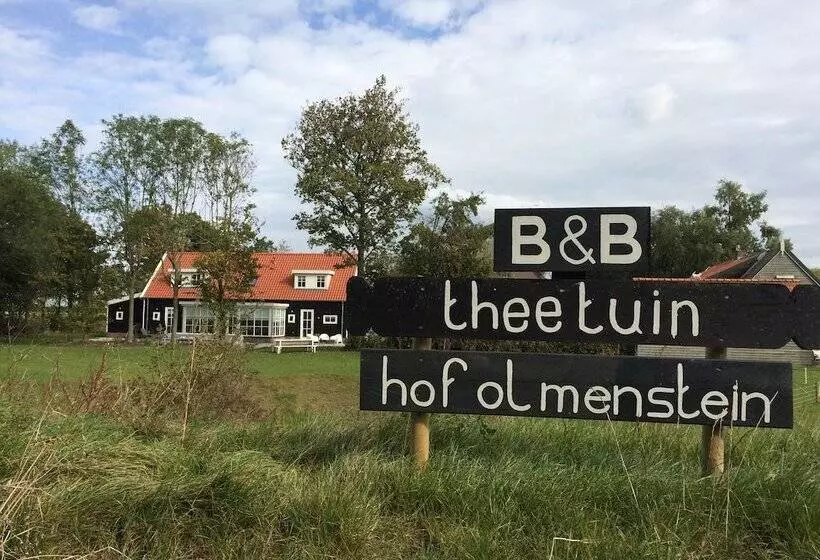 B&B
theetuin
hof olmenstein